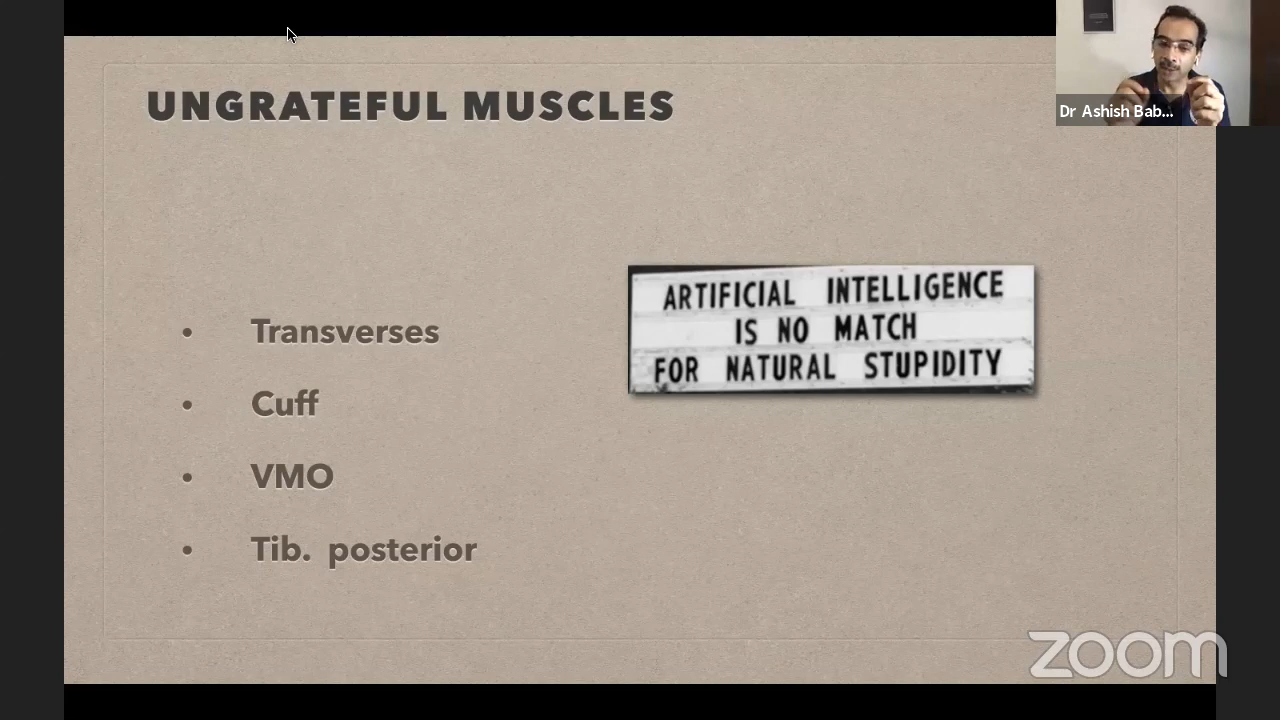 UNGRATEFUL MUSCLES
Dr Ashish Bab...
ARTIFICIAL INTELLIGENCE
IS NO MATCH
FOR NATURAL STUPIDITY
• Transverses
• Cuff
• VMO
• Tib. posterior
zoom